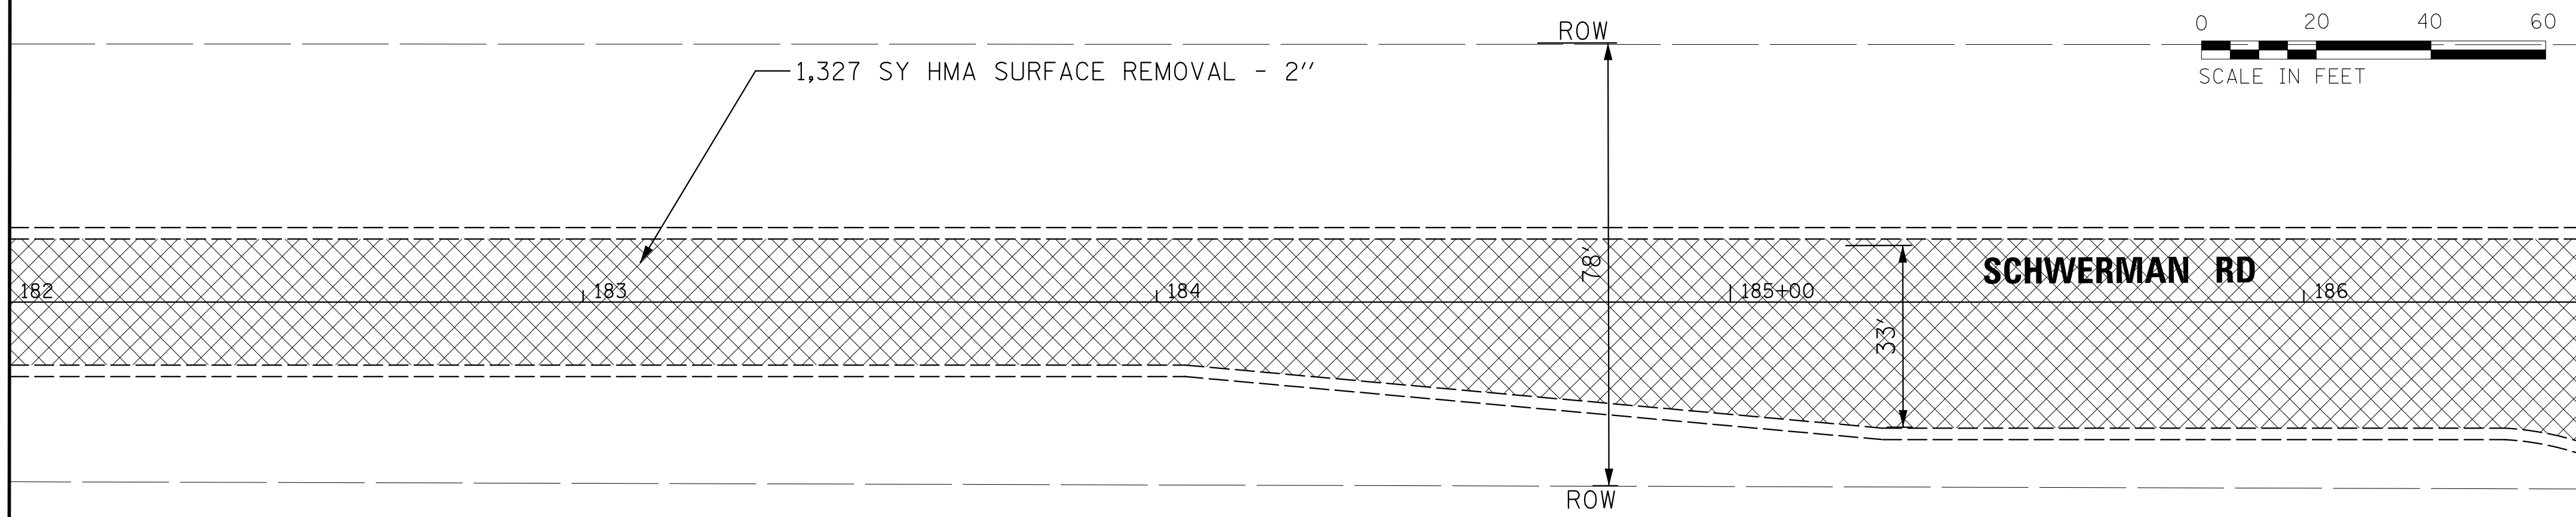 ROW
0 20 40 60
SCALE IN FEET
1,327 SY HMA SURFACE REMOVAL - 2''
78'
SCHWERMAN RD
182 183 184 185+00 186
33'
ROW